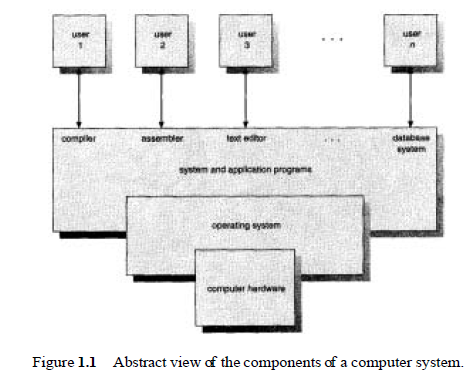 user user user . . . user
1 2 3 n
compiler assembler text editor . . . database
system
system and application programs
operating system
computer hardware
Figure 1.1 Abstract view of the components of a computer system.